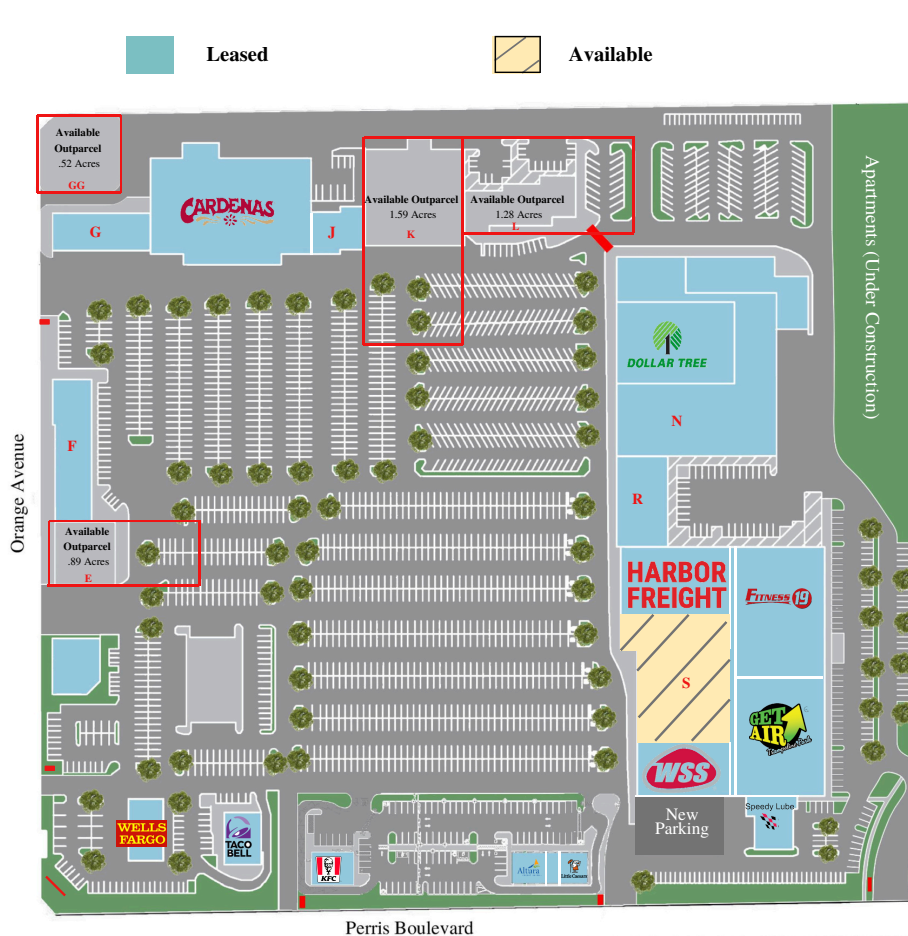 Leased
Available
Available
Outparcel
.52 Acres
GG
CARDENAS
G
J
Available Outparcel
1.59 Acres
K
Available Outparcel
1.28 Acres
L
Apartments (Under Construction)
DOLLAR TREE
N
F
R
Orange Avenue
Available
Outparcel
.89 Acres
E
HARBOR
FREIGHT
FITNESS 19
S
GET
AIR
Trampoline Park
WSS
New
Parking
Speedy Lube
WELLS
FARGO
TACO
BELL
KFC
Altura
Little Caesars
Perris Boulevard